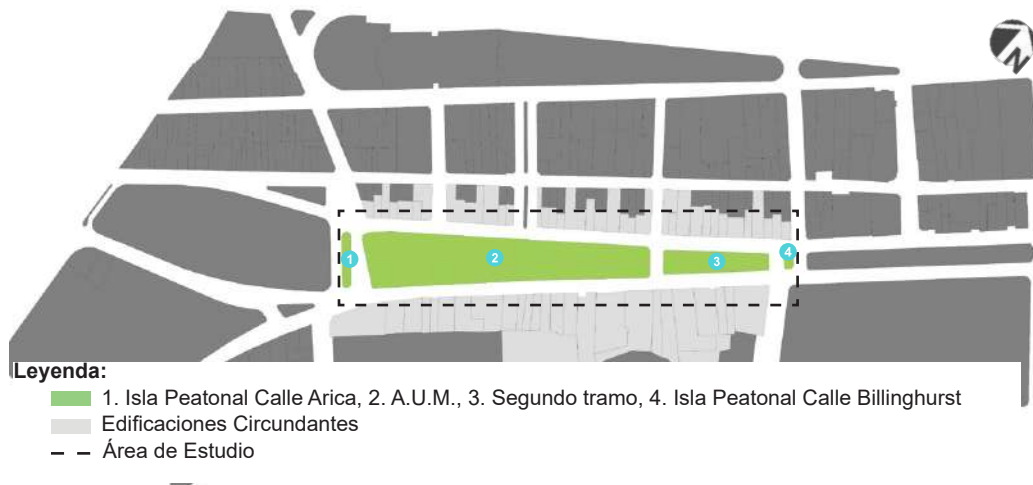 N
1
2
3
4
Leyenda:
1. Isla Peatonal Calle Arica, 2. A.U.M., 3. Segundo tramo, 4. Isla Peatonal Calle Billinghurst
Edificaciones Circundantes
Área de Estudio